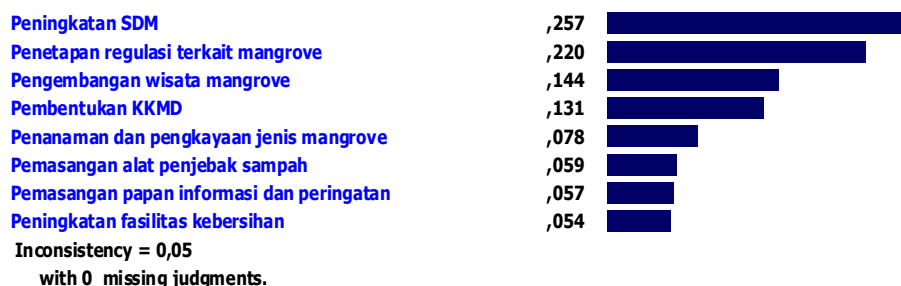 Peningkatan SDM ,257
Penetapan regulasi terkait mangrove ,220
Pengembangan wisata mangrove ,144
Pembentukan KKMD ,131
Penanaman dan pengkayaan jenis mangrove ,078
Pemasangan alat penjebak sampah ,059
Pemasangan papan informasi dan peringatan ,057
Peningkatan fasilitas kebersihan ,054
Inconsistency = 0,05
with 0 missing judgments.